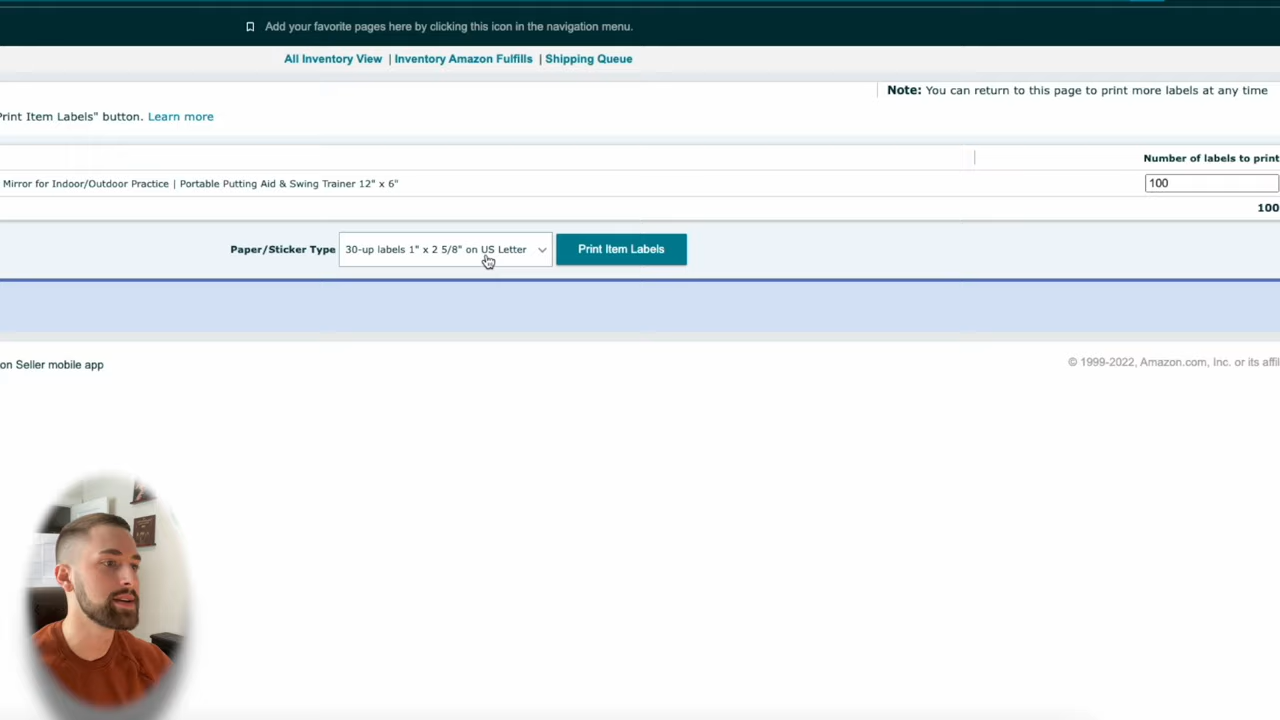 Add your favorite pages here by clicking this icon in the navigation menu.
All Inventory View | Inventory Amazon Fulfills | Shipping Queue
Note: You can return to this page to print more labels at any time
Print Item Labels" button. Learn more
Number of labels to print
Mirror for Indoor/Outdoor Practice | Portable Putting Aid & Swing Trainer 12" x 6"
100
100
Paper/Sticker Type 30-up labels 1" x 2 5/8" on US Letter Print Item Labels
on Seller mobile app
© 1999-2022, Amazon.com, Inc. or its affil